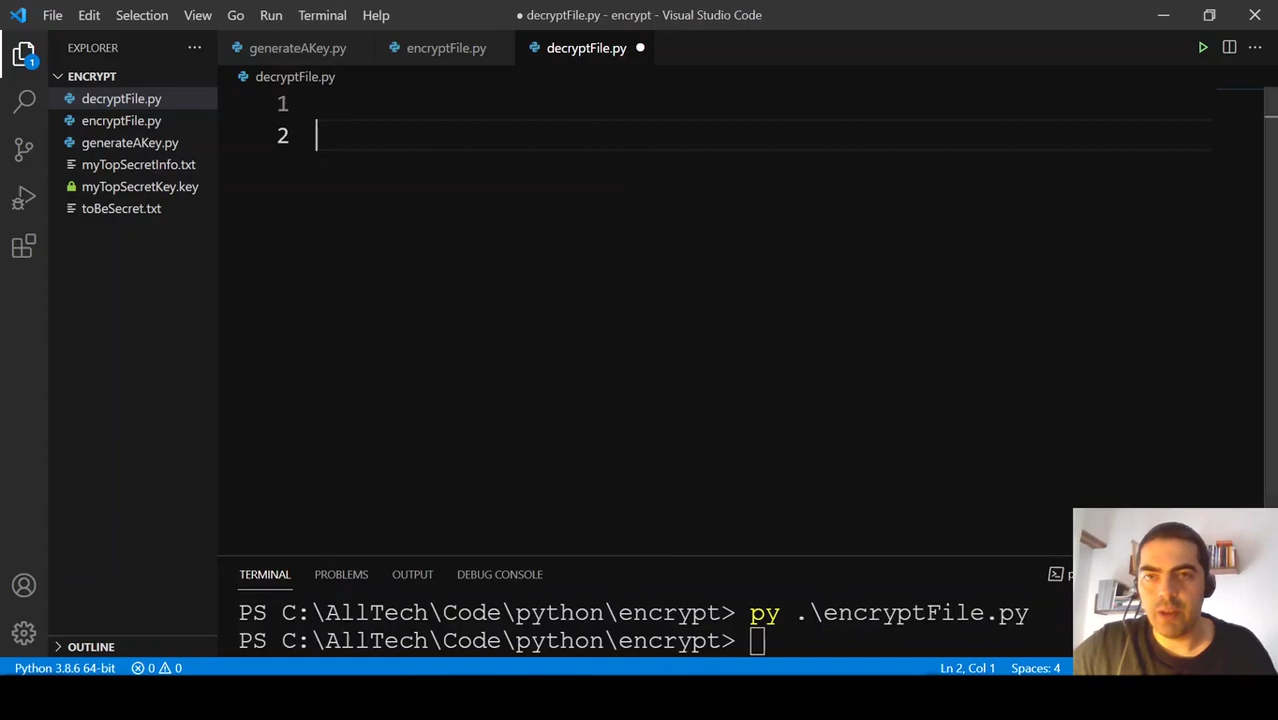 File Edit Selection View Go Run Terminal Help
● decryptFile.py - encrypt - Visual Studio Code
EXPLORER ···
generateAKey.py encryptFile.py decryptFile.py ●
1
ENCRYPT
decryptFile.py
encryptFile.py
generateAKey.py
myTopSecretInfo.txt
myTopSecretKey.key
toBeSecret.txt
decryptFile.py
1
2
TERMINAL PROBLEMS OUTPUT DEBUG CONSOLE
PS C:\AllTech\Code\python\encrypt> py .\encryptFile.py
PS C:\AllTech\Code\python\encrypt>
OUTLINE
Python 3.8.6 64-bit 0 0 Ln 2, Col 1 Spaces: 4